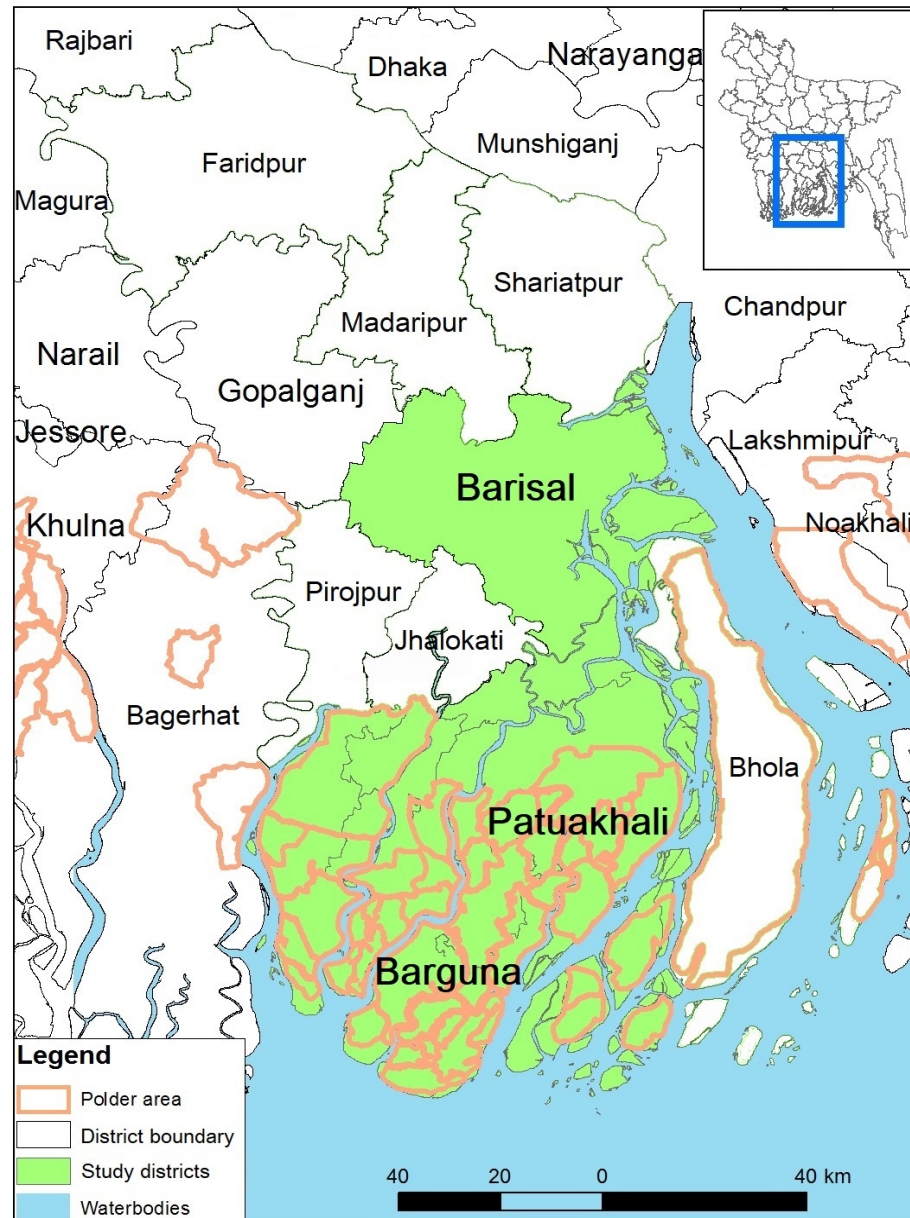 Rajbari
Dhaka
Narayanga
Munshiganj
Faridpur
Magura
Shariatpur
Chandpur
Madaripur
Narail
Gopalganj
Jessore
Lakshmipur
Barisal
Khulna
Noakhali
Pirojpur
Jhalokati
Bagerhat
Bhola
Patuakhali
Barguna
Legend
Polder area
District boundary
Study districts
Waterbodies
40 20 0 40 km